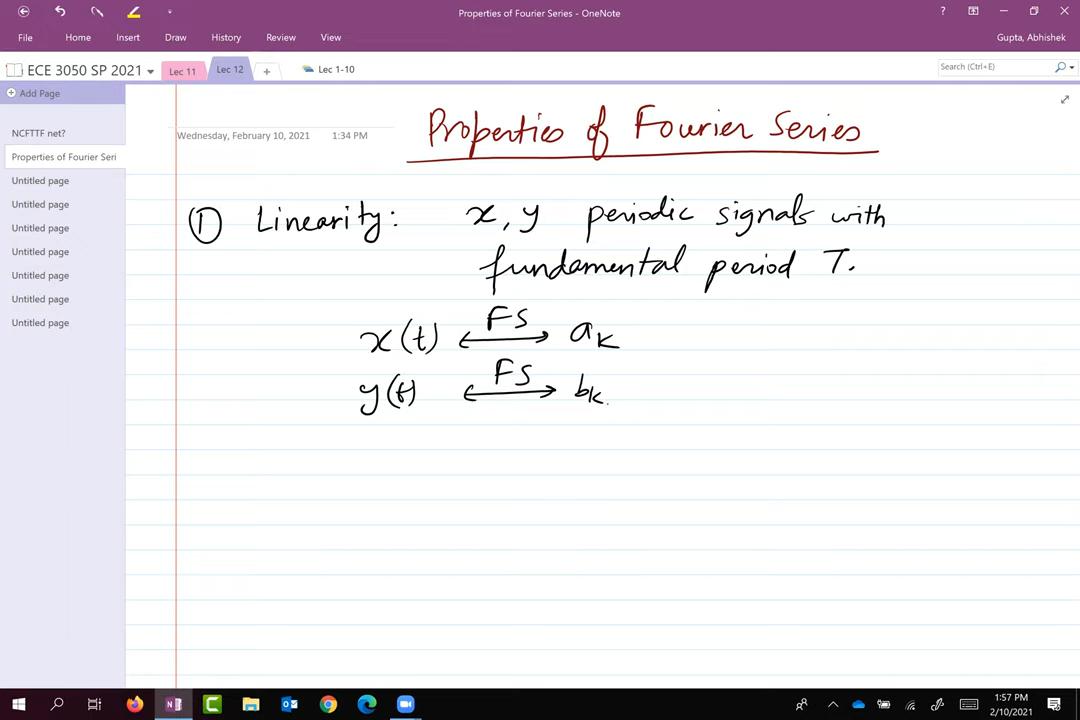 Properties of Fourier Series - OneNote
?
File Home Insert Draw History Review View
Gupta, Abhishek
ECE 3050 SP 2021 Lec 11 Lec 12 + Lec 1-10
Search (Ctrl+E)
Add Page
NCFTTF net?
Properties of Fourier Seri
Untitled page
Untitled page
Untitled page
Untitled page
Untitled page
Untitled page
Untitled page
Wednesday, February 10, 2021 1:34 PM
Properties of Fourier Series
① Linearity: x, y periodic signals with
fundamental period T.
x(t) ⟷ FS a_k
y(t) ⟷ FS b_k
1:57 PM
2/10/2021